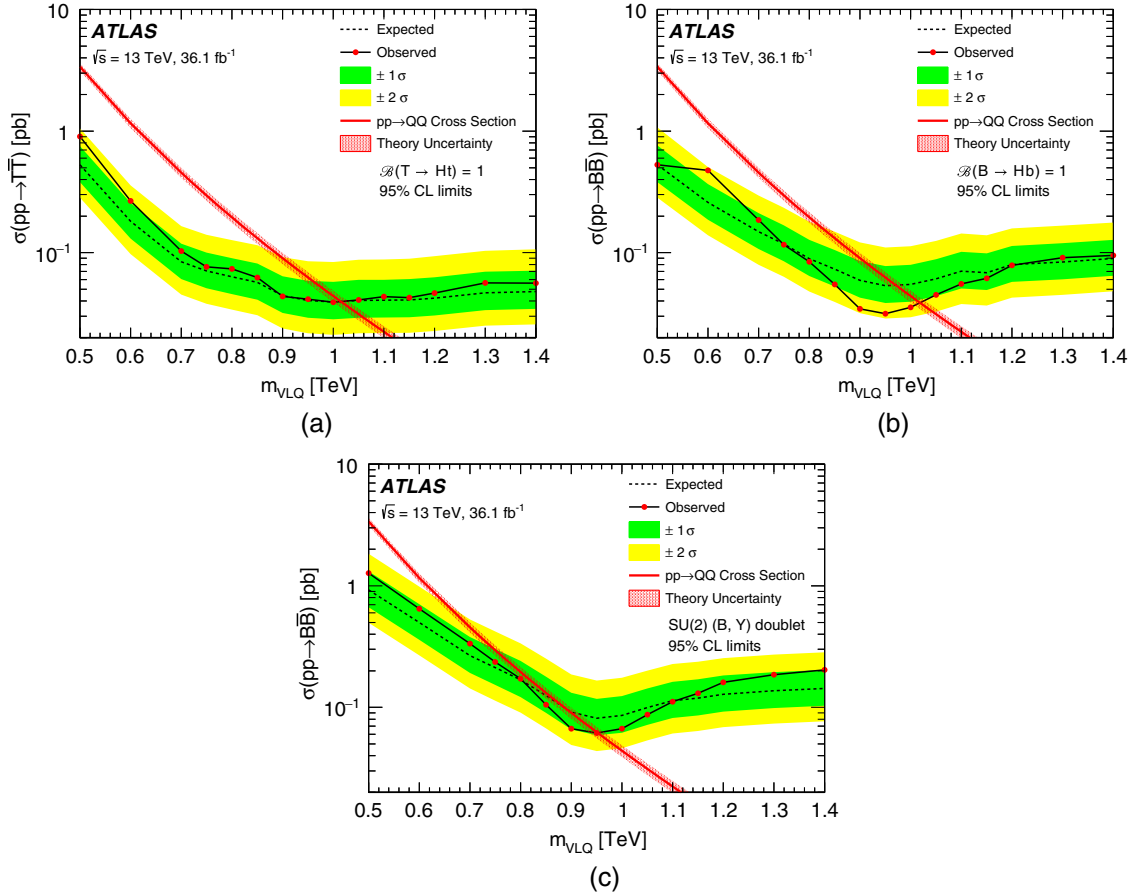 10
1
10⁻¹
σ(pp→TT̅) [pb]
ATLAS
√s = 13 TeV, 36.1 fb⁻¹
Expected
Observed
± 1 σ
± 2 σ
pp→QQ Cross Section
Theory Uncertainty
ℬ(T → Ht) = 1
95% CL limits
0.5 0.6 0.7 0.8 0.9 1 1.1 1.2 1.3 1.4
m_VLQ [TeV]
(a)
10
1
10⁻¹
σ(pp→BB̅) [pb]
ATLAS
√s = 13 TeV, 36.1 fb⁻¹
Expected
Observed
± 1 σ
± 2 σ
pp→QQ Cross Section
Theory Uncertainty
ℬ(B → Hb) = 1
95% CL limits
0.5 0.6 0.7 0.8 0.9 1 1.1 1.2 1.3 1.4
m_VLQ [TeV]
(b)
10
1
10⁻¹
σ(pp→BB̅) [pb]
ATLAS
√s = 13 TeV, 36.1 fb⁻¹
Expected
Observed
± 1 σ
± 2 σ
pp→QQ Cross Section
Theory Uncertainty
SU(2) (B, Y) doublet
95% CL limits
0.5 0.6 0.7 0.8 0.9 1 1.1 1.2 1.3 1.4
m_VLQ [TeV]
(c)